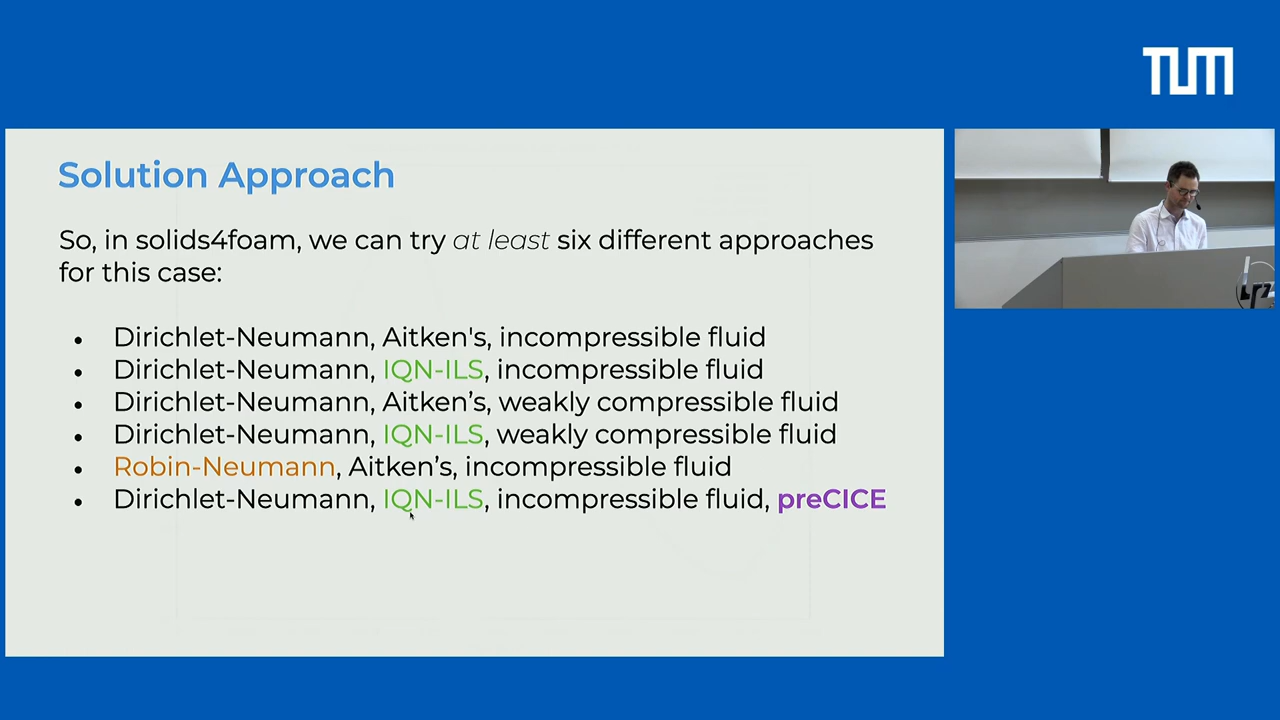 TUM
Solution Approach
So, in solids4foam, we can try at least six different approaches
for this case:
• Dirichlet-Neumann, Aitken's, incompressible fluid
• Dirichlet-Neumann, IQN-ILS, incompressible fluid
• Dirichlet-Neumann, Aitken’s, weakly compressible fluid
• Dirichlet-Neumann, IQN-ILS, weakly compressible fluid
• Robin-Neumann, Aitken’s, incompressible fluid
• Dirichlet-Neumann, IQN-ILS, incompressible fluid, preCICE